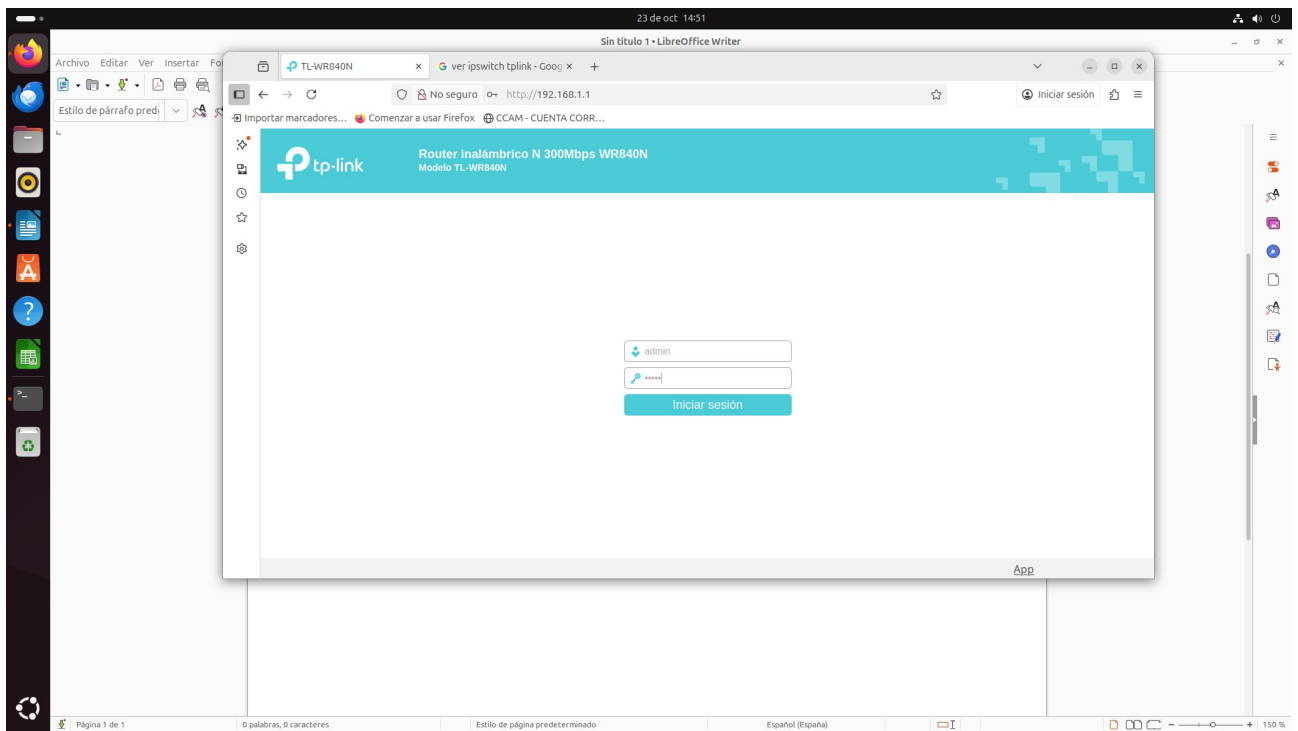 23 de oct 14:51
Sin título 1 • LibreOffice Writer
Archivo Editar Ver Insertar Fo
TL-WR840N
ver ipswitch tplink - Goog
No seguro http://192.168.1.1
Iniciar sesión
Estilo de párrafo pred
Importar marcadores... Comenzar a usar Firefox CCAM - CUENTA CORR...
tp-link
Router inalámbrico N 300Mbps WR840N
Modelo TL-WR840N
admin
•••••
Iniciar sesión
App
Página 1 de 1 0 palabras, 0 caracteres Estilo de página predeterminado Español (España) 150 %